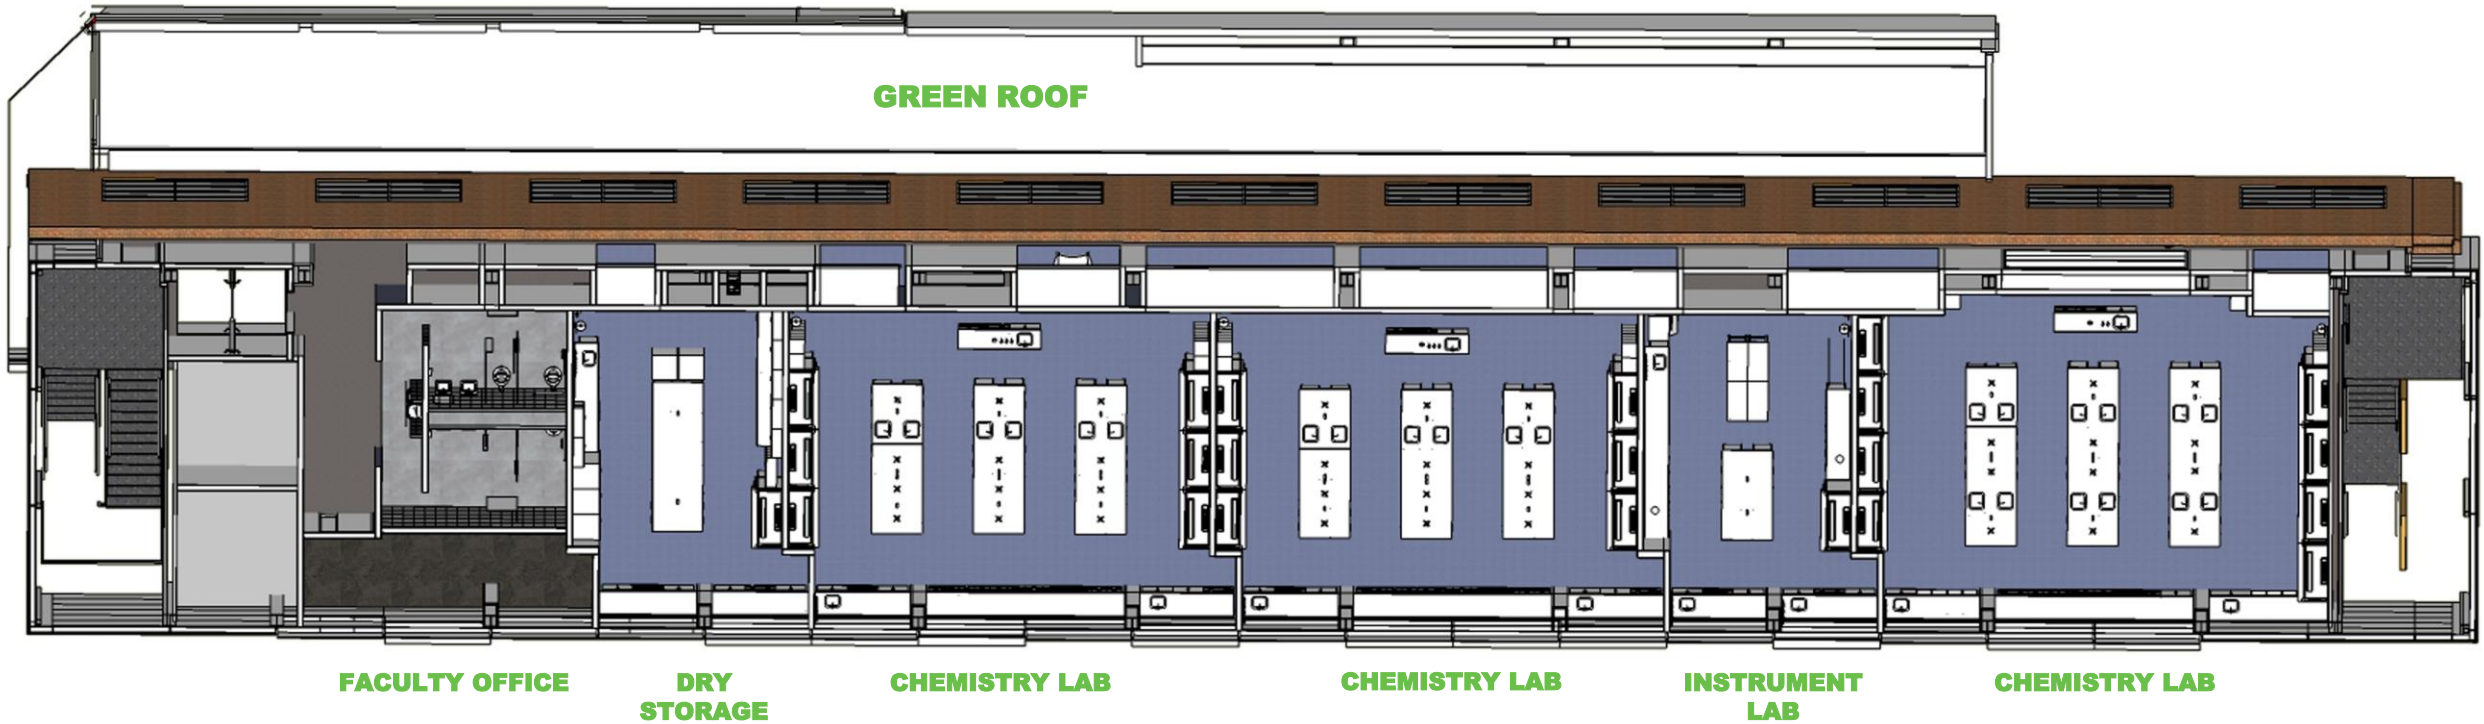 GREEN ROOF
FACULTY OFFICE
DRY
STORAGE
CHEMISTRY LAB
CHEMISTRY LAB
INSTRUMENT
LAB
CHEMISTRY LAB